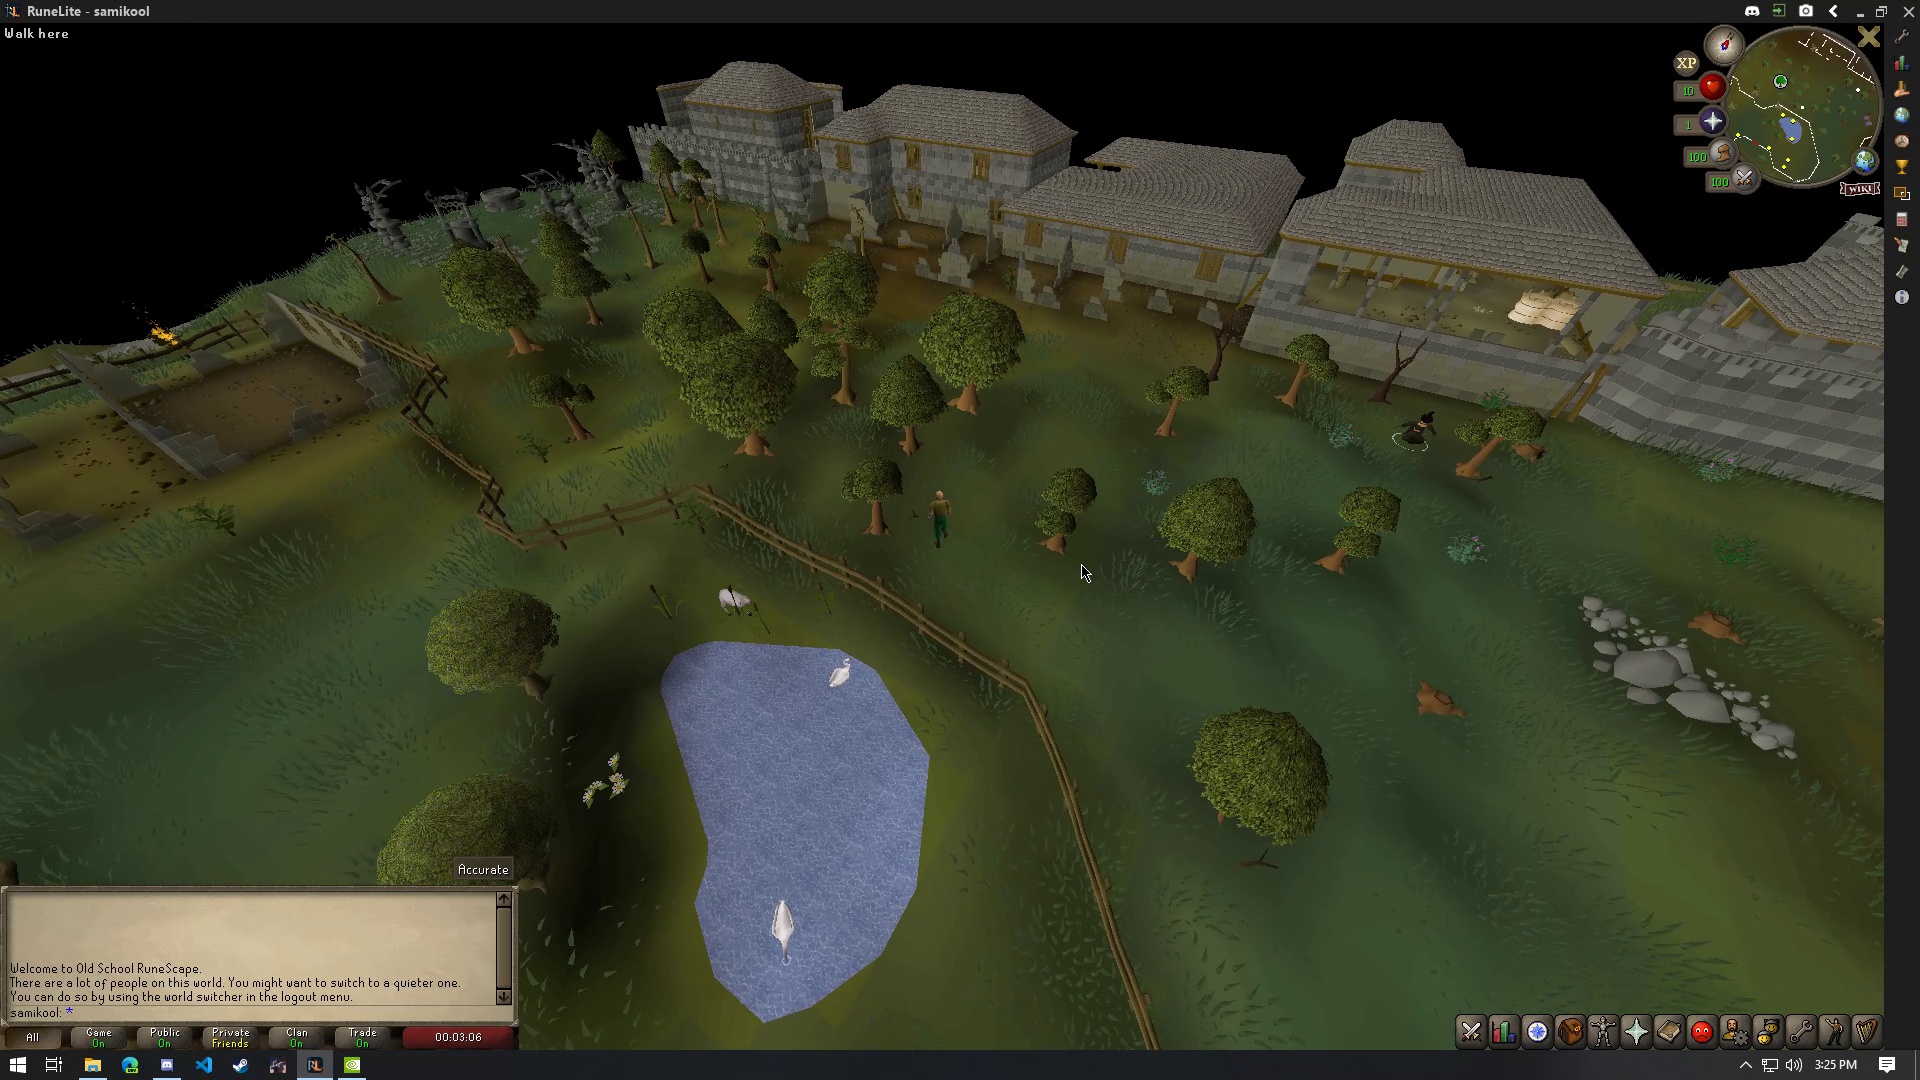 RuneLite - samikool
Walk here
XP
10
1
100
100
WIKI
Accurate
Welcome to Old School RuneScape.
There are a lot of people on this world. You might want to switch to a quieter one.
You can do so by using the world switcher in the logout menu.
samikool: *
All
Game
On
Public
On
Private
Friends
Clan
On
Trade
On
00:03:06
3:25 PM